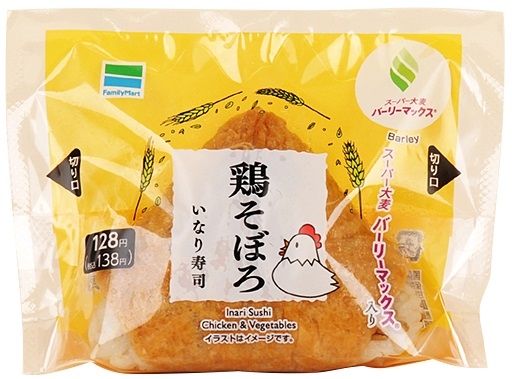 FamilyMart
スーパー大麦
バーリーマックス®
Barley
スーパー大麦
バーリーマックス®
入り
切り口
切り口
鶏そぼろ
いなり寿司
128円
(税込138円)
Inari Sushi
Chicken & Vegetables
イラストはイメージです。